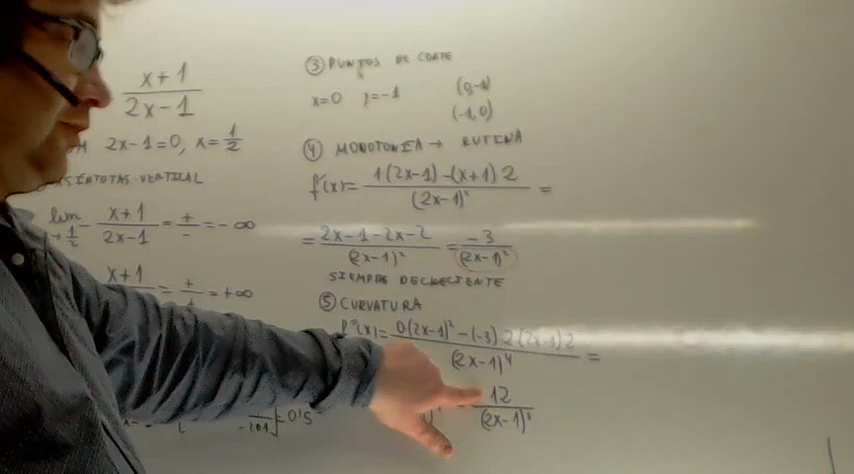 x+1
2x-1
2x-1=0, x=1/2
ASÍNTOTAS VERTICAL
lim x+1/2x-1 = +/- = -∞
→1/2-
x+1
= +/+ = +∞
③ PUNTOS DE CORTE
x=0 y=-1 (0,-1)
(-1,0)
④ MONOTONIA → RUTINA
f'(x)= 1(2x-1)-(x+1)2 / (2x-1)² =
= 2x-1-2x-2 / (2x-1)² = -3 / (2x-1)²
SIEMPRE DECRECIENTE
⑤ CURVATURA
f''(x)= 0(2x-1)²-(-3)2(2x-1)2 / (2x-1)⁴ =
12 / (2x-1)³